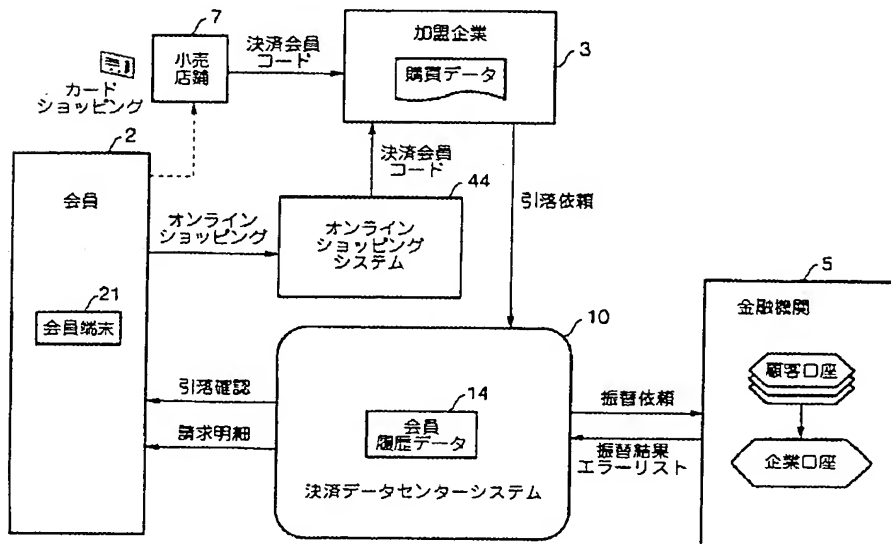 7
小売
店舗
カード
ショッピング
決済会員
コード
加盟企業
購買データ
3
2
会員
21
会員端末
オンライン
ショッピング
決済会員
コード
44
オンライン
ショッピング
システム
引落依頼
10
引落確認
請求明細
14
会員
履歴データ
決済データセンターシステム
振替依頼
振替結果
エラーリスト
5
金融機関
顧客口座
企業口座